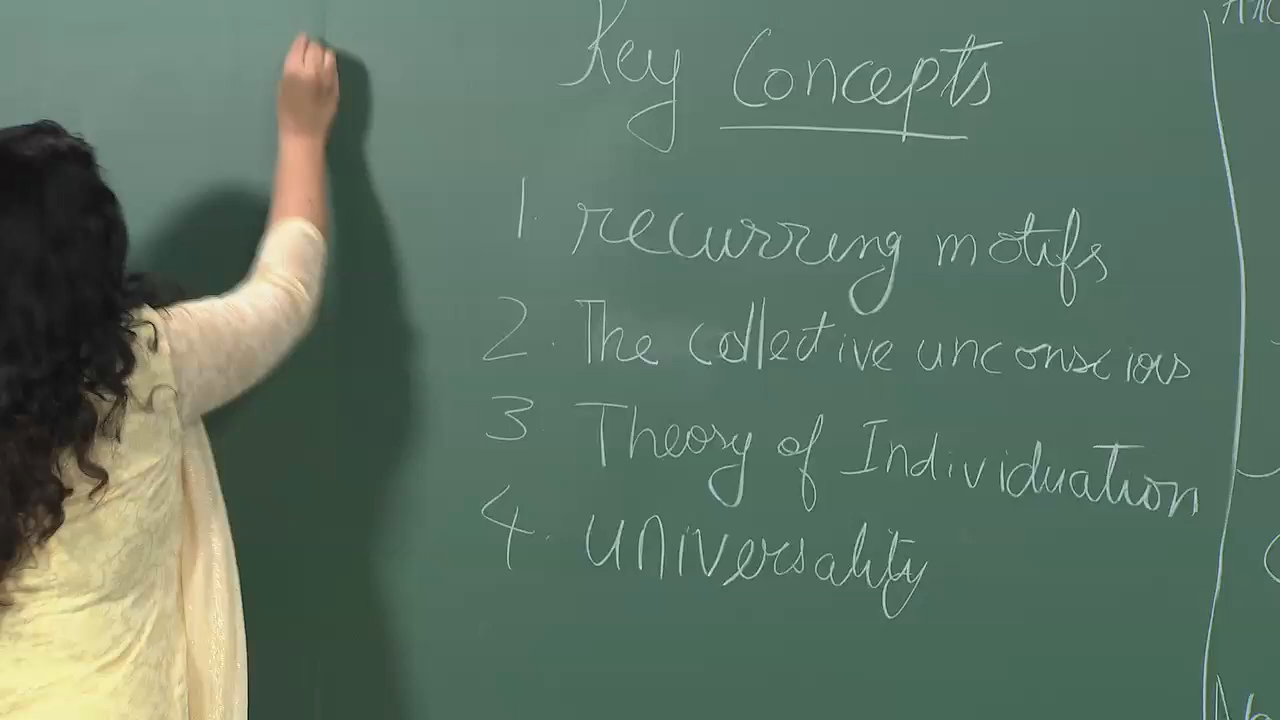 Key Concepts
1. recurring motifs
2. The collective unconscious
3 Theory of Individuation
4. Universality